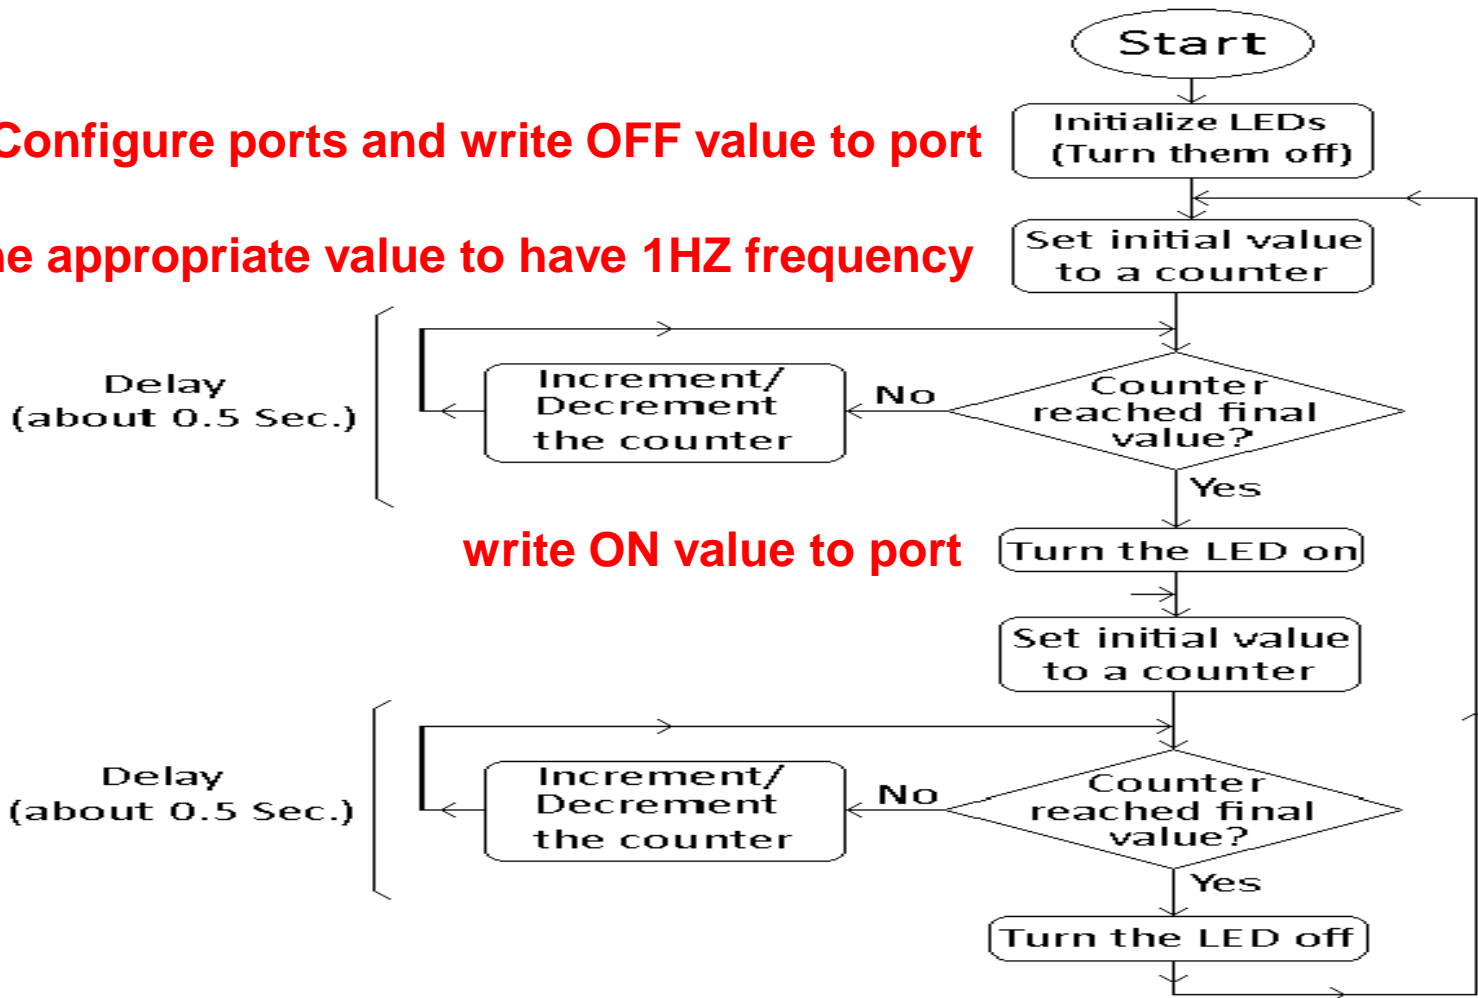 Start
Configure ports and write OFF value to port
Initialize LEDs
(Turn them off)
appropriate value to have 1HZ frequency
Set initial value
to a counter
Delay
(about 0.5 Sec.)
Increment/
Decrement
the counter
No
Counter
reached final
value?
Yes
write ON value to port
Turn the LED on
Set initial value
to a counter
Delay
(about 0.5 Sec.)
Increment/
Decrement
the counter
No
Counter
reached final
value?
Yes
Turn the LED off